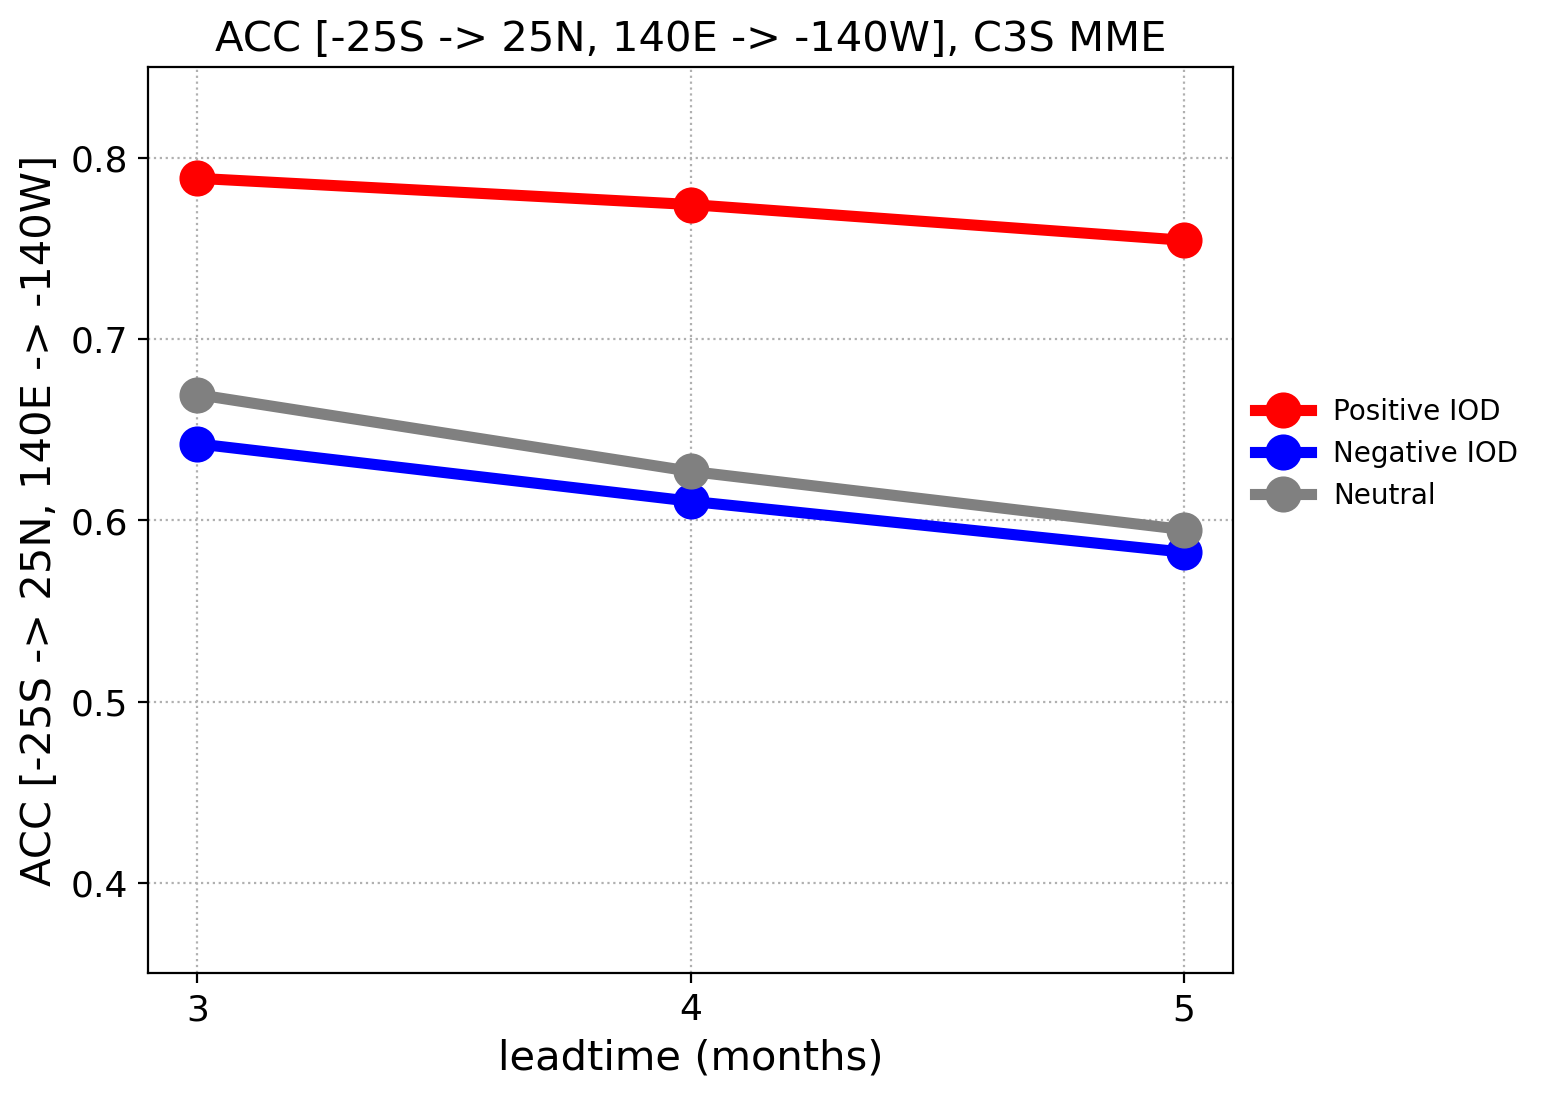 ACC [-25S -> 25N, 140E -> -140W], C3S MME
ACC [-25S -> 25N, 140E -> -140W]
0.8
0.7
0.6
0.5
0.4
3
4
5
leadtime (months)
Positive IOD
Negative IOD
Neutral